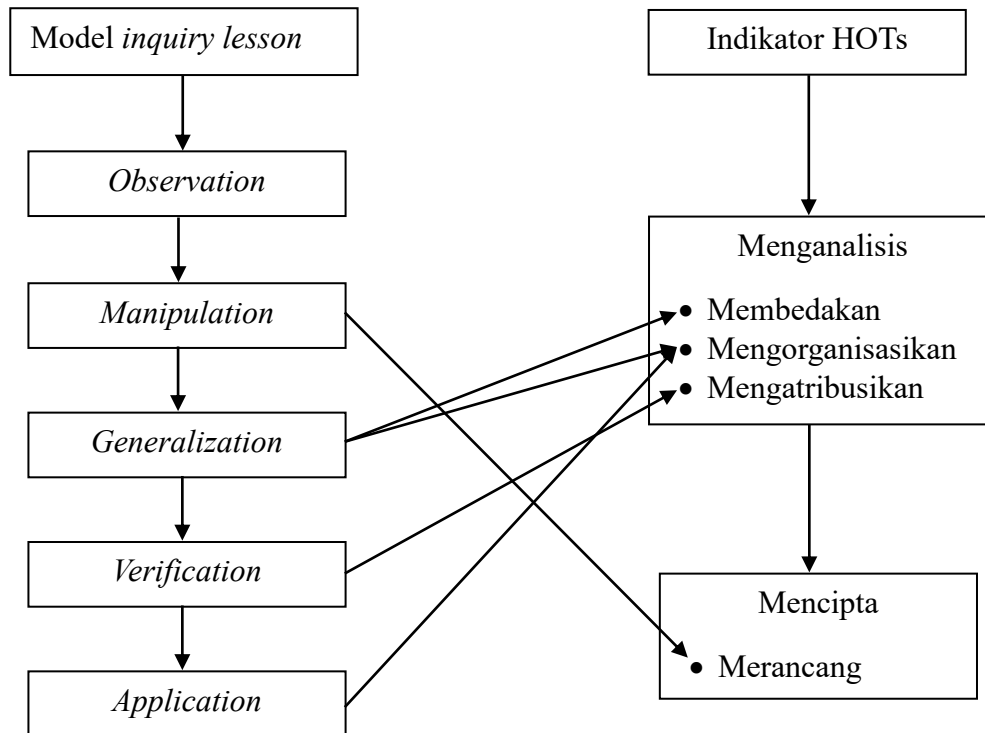 Model inquiry lesson
Observation
Manipulation
Generalization
Verification
Application
Indikator HOTs
Menganalisis
• Membedakan
• Mengorganisasikan
• Mengatribusikan
Mencipta
• Merancang